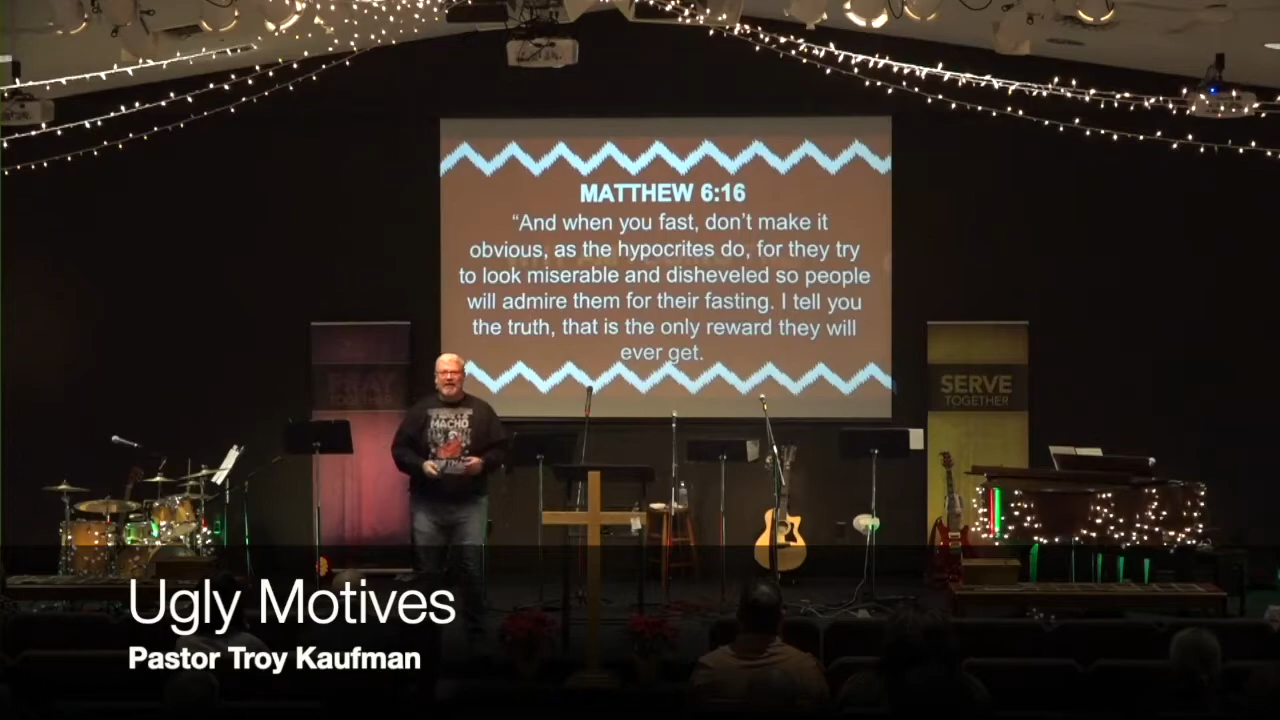 MATTHEW 6:16
“And when you fast, don’t make it
obvious, as the hypocrites do, for they try
to look miserable and disheveled so people
will admire them for their fasting. I tell you
the truth, that is the only reward they will
ever get.
PRAY
TOGETHER
SERVE
TOGETHER
MACHO
Ugly Motives
Pastor Troy Kaufman